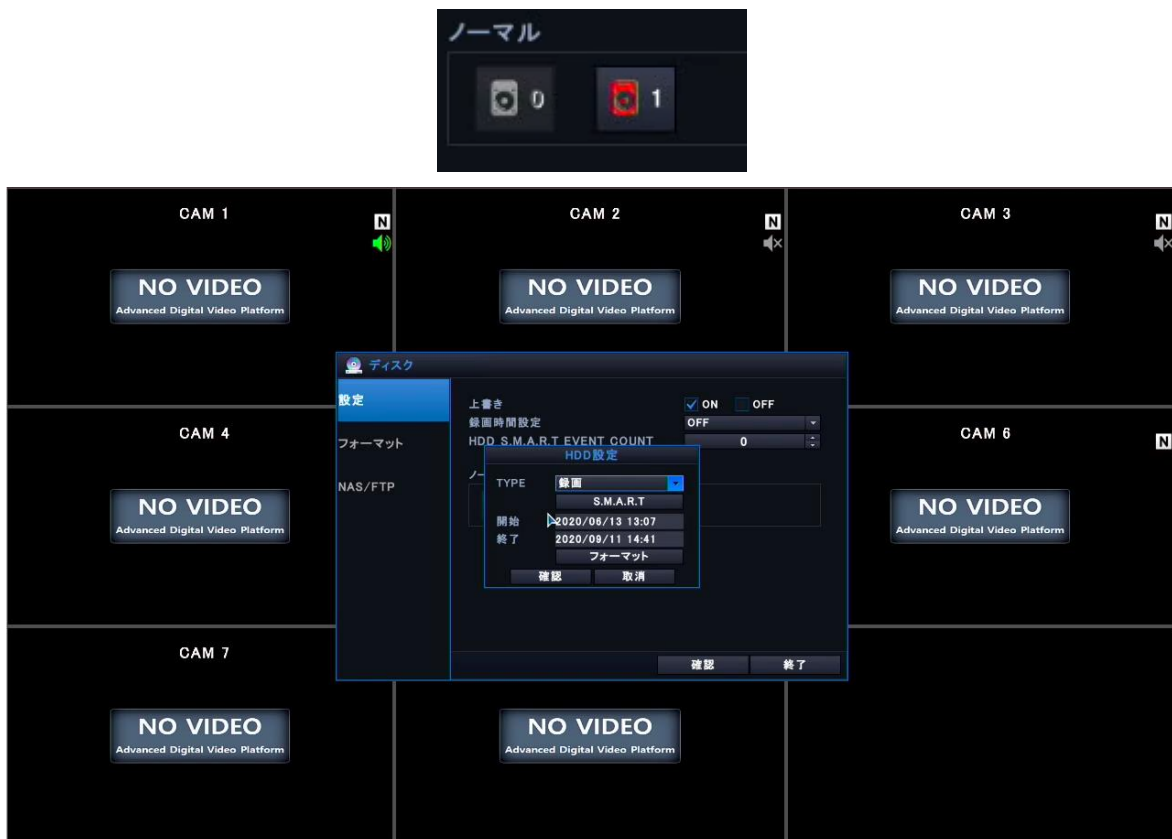 ノーマル
0 1
CAM 1
N
CAM 2
N
CAM 3
N
NO VIDEO
Advanced Digital Video Platform
NO VIDEO
Advanced Digital Video Platform
NO VIDEO
Advanced Digital Video Platform
ディスク
設定
フォーマット
NAS/FTP
上書き ON OFF
録画時間設定 OFF
HDD S.M.A.R.T EVENT COUNT 0
HDD設定
TYPE 録画
S.M.A.R.T
開始 2020/06/13 13:07
終了 2020/09/11 14:41
フォーマット
確認 取消
確認 終了
CAM 4
NO VIDEO
Advanced Digital Video Platform
CAM 6
N
NO VIDEO
Advanced Digital Video Platform
CAM 7
NO VIDEO
Advanced Digital Video Platform
NO VIDEO
Advanced Digital Video Platform